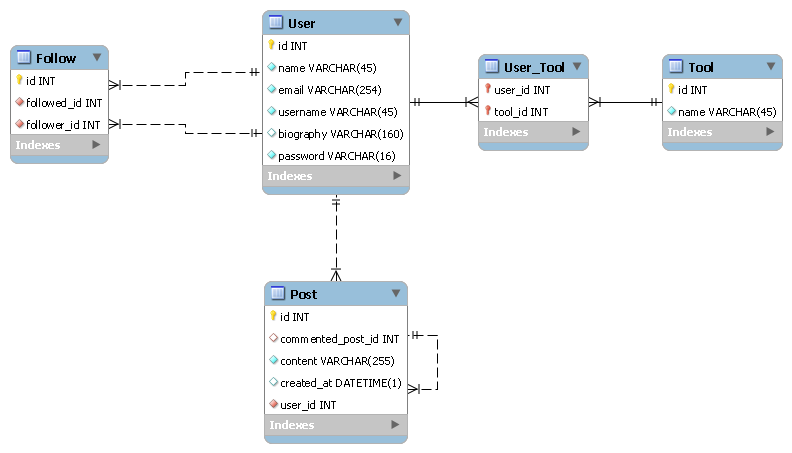 Follow
id INT
followed_id INT
follower_id INT
Indexes
User
id INT
name VARCHAR(45)
email VARCHAR(254)
username VARCHAR(45)
biography VARCHAR(160)
password VARCHAR(16)
Indexes
User_Tool
user_id INT
tool_id INT
Indexes
Tool
id INT
name VARCHAR(45)
Indexes
Post
id INT
commented_post_id INT
content VARCHAR(255)
created_at DATETIME(1)
user_id INT
Indexes